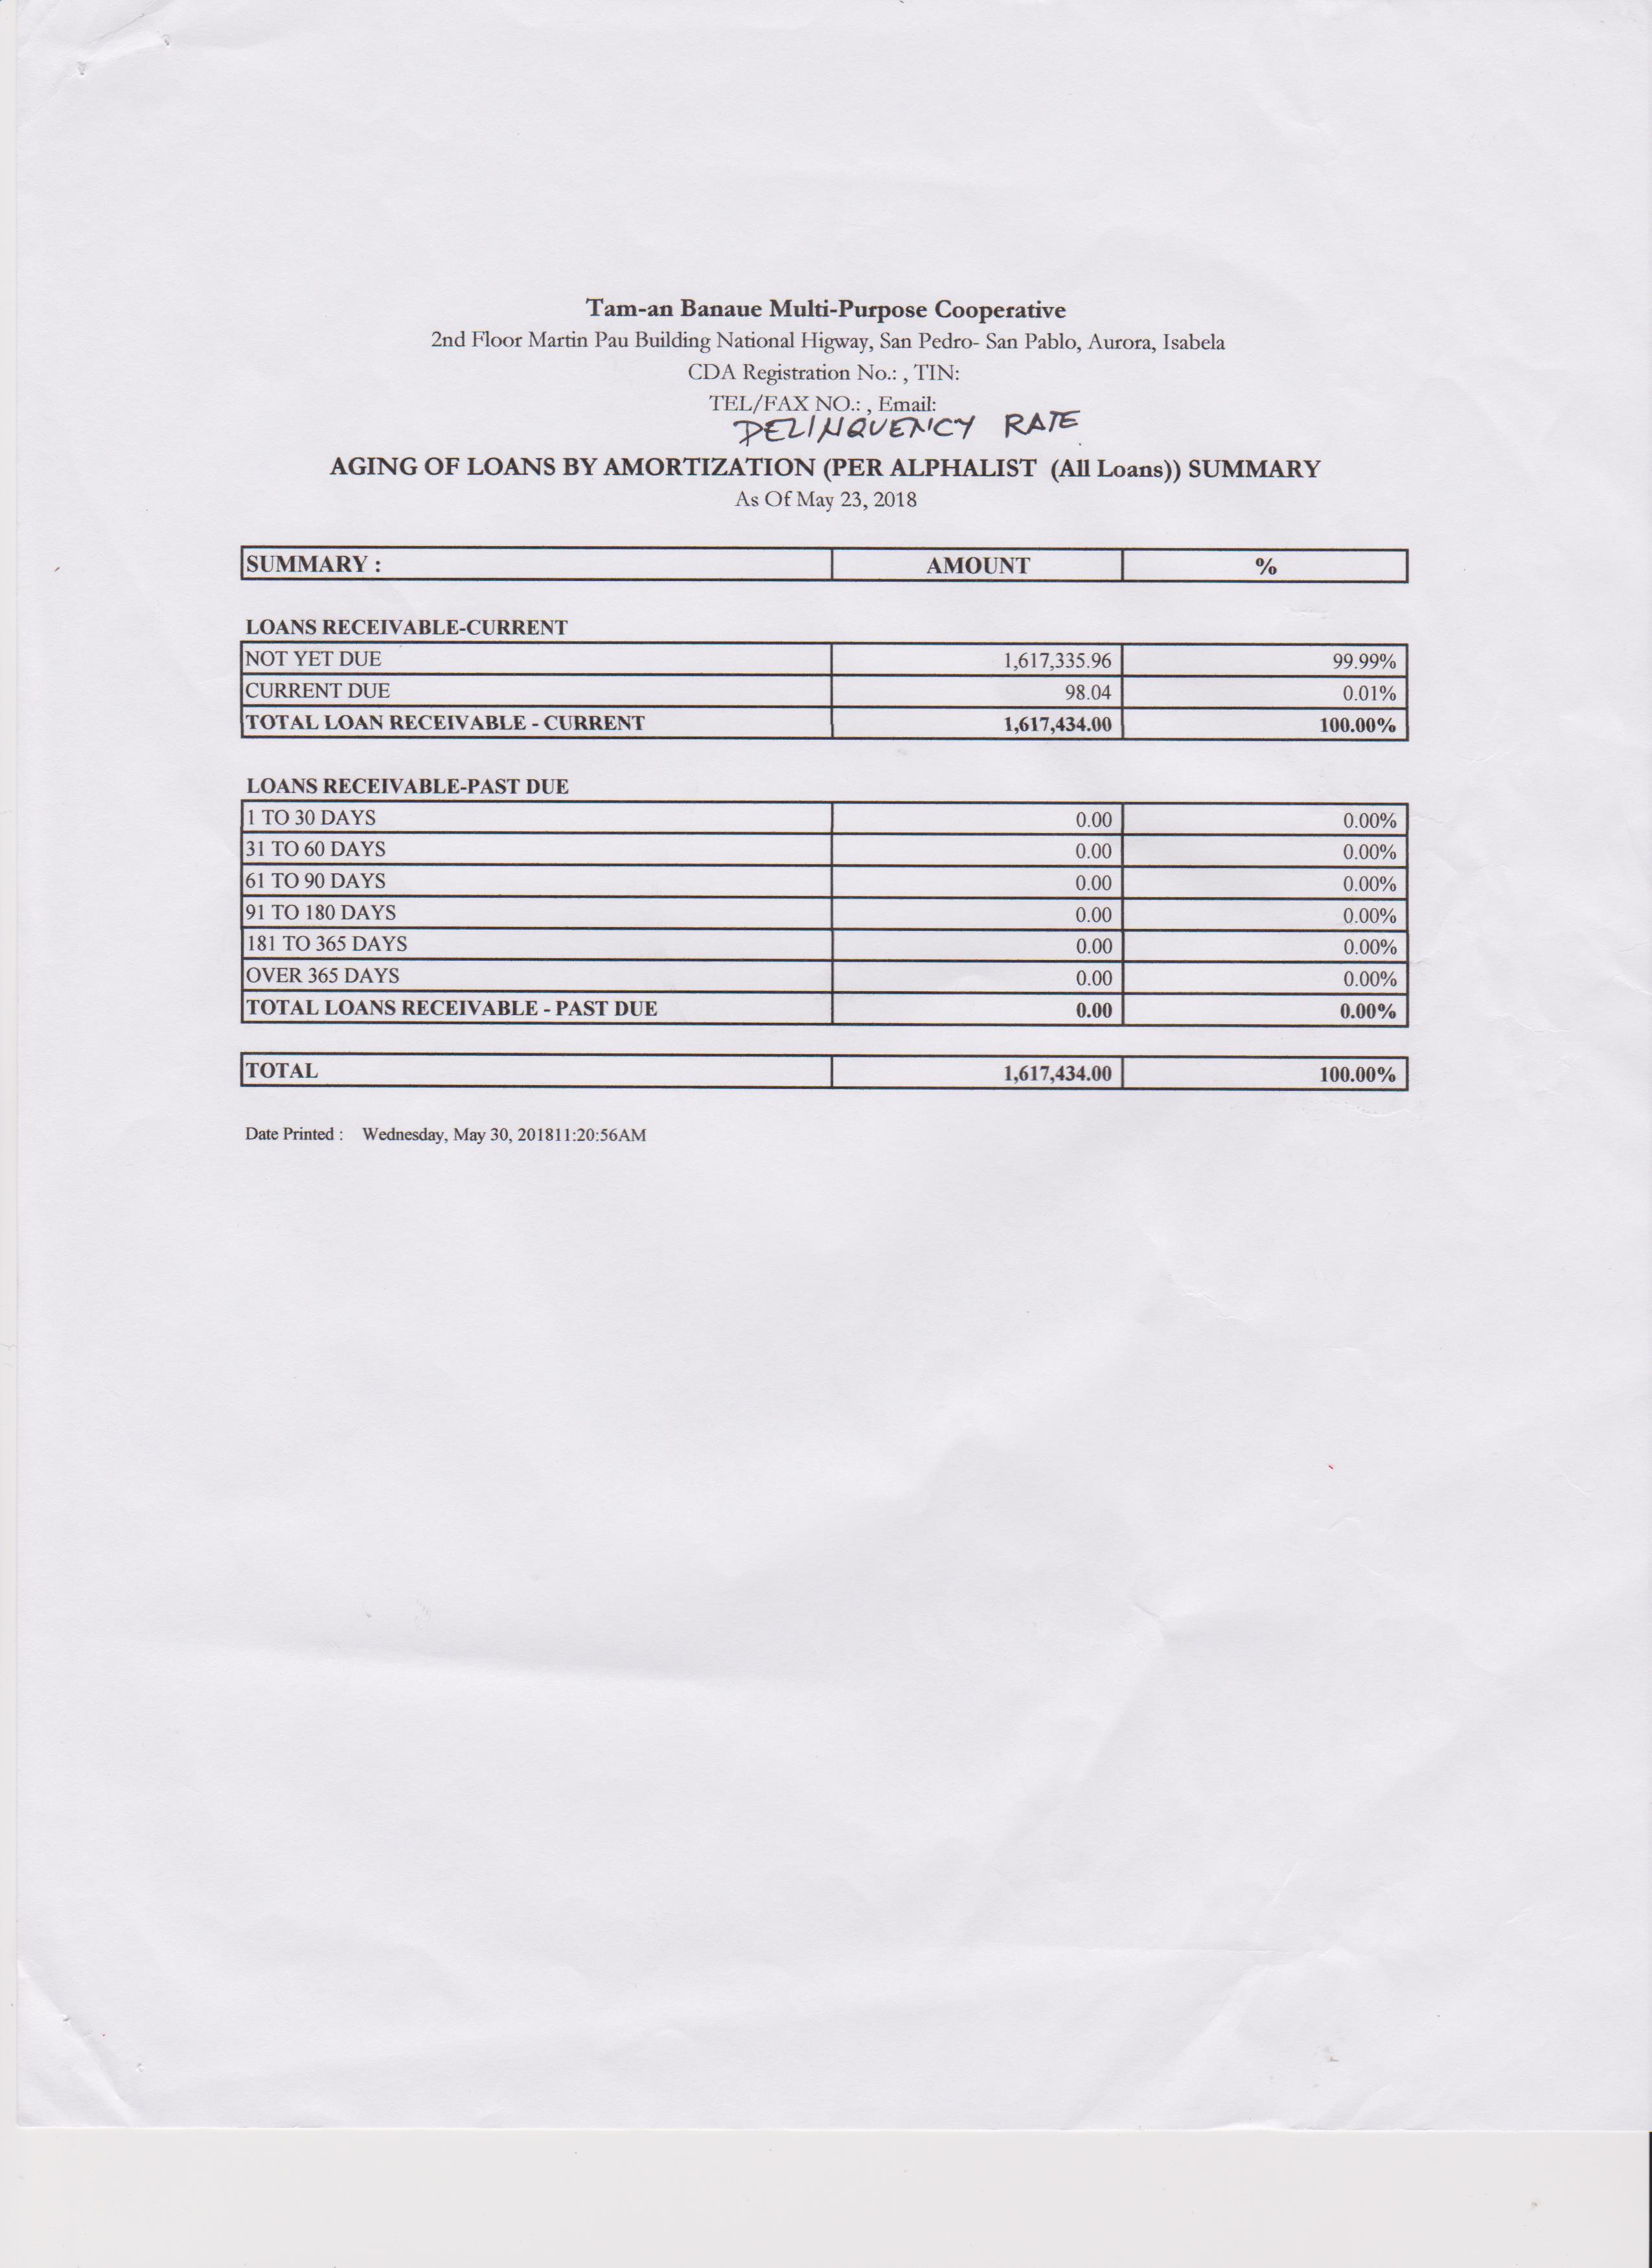 Tam-an Banaue Multi-Purpose Cooperative
2nd Floor Martin Pau Building National Higway, San Pedro- San Pablo, Aurora, Isabela
CDA Registration No.: , TIN:
TEL/FAX NO.: , Email:
DELINQUENCY RATE
AGING OF LOANS BY AMORTIZATION (PER ALPHALIST (All Loans)) SUMMARY
As Of May 23, 2018
SUMMARY : AMOUNT %
LOANS RECEIVABLE-CURRENT
NOT YET DUE 1,617,335.96 99.99%
CURRENT DUE 98.04 0.01%
TOTAL LOAN RECEIVABLE - CURRENT 1,617,434.00 100.00%
LOANS RECEIVABLE-PAST DUE
1 TO 30 DAYS 0.00 0.00%
31 TO 60 DAYS 0.00 0.00%
61 TO 90 DAYS 0.00 0.00%
91 TO 180 DAYS 0.00 0.00%
181 TO 365 DAYS 0.00 0.00%
OVER 365 DAYS 0.00 0.00%
TOTAL LOANS RECEIVABLE - PAST DUE 0.00 0.00%
TOTAL 1,617,434.00 100.00%
Date Printed : Wednesday, May 30, 201811:20:56AM